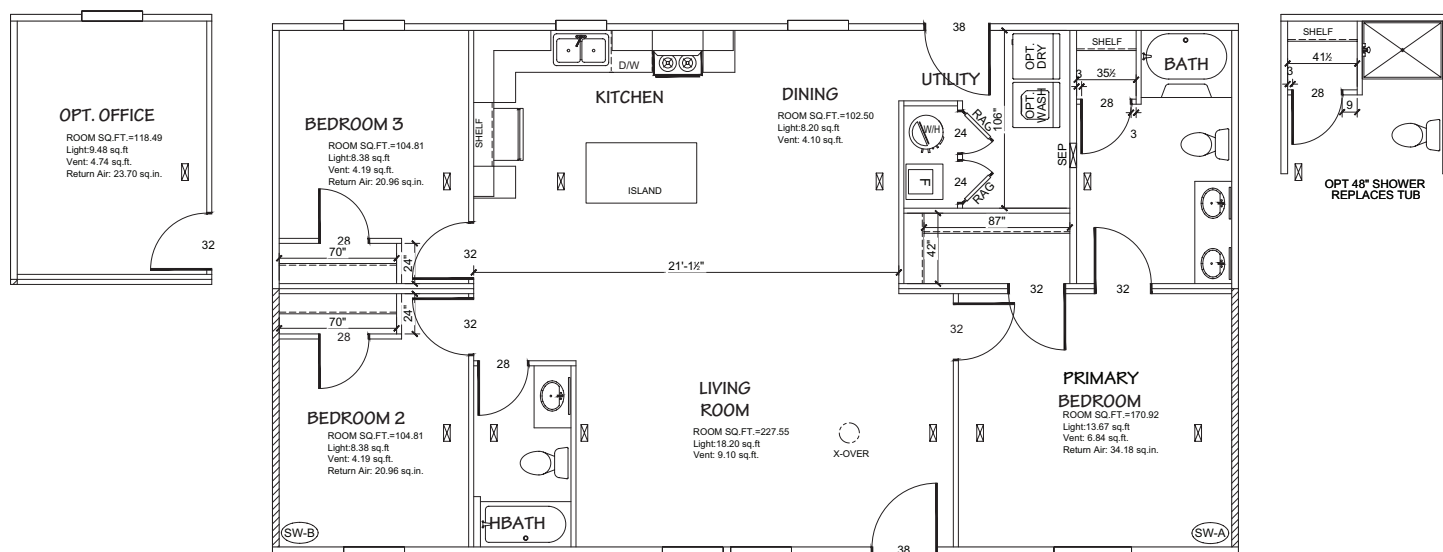 OPT. OFFICE
ROOM SQ.FT.=118.49
Light:9.48 sq.ft
Vent: 4.74 sq.ft.
Return Air: 23.70 sq.in.
32
BEDROOM 3
ROOM SQ.FT.=104.81
Light:8.38 sq.ft
Vent: 4.19 sq.ft.
Return Air: 20.96 sq.in.
28
70"
24"
32
SHELF
D/W
KITCHEN
ISLAND
DINING
ROOM SQ.FT.=102.50
Light:8.20 sq.ft
Vent: 4.10 sq.ft.
38
UTILITY
OPT. DRY
OPT. WASH
106"
W/H
F
24
RAG
24
RAG
SEP
87"
42"
21'-1½"
SHELF
3
35½
28
3
BATH
32
32
70"
24"
28
32
28
BEDROOM 2
ROOM SQ.FT.=104.81
Light:8.38 sq.ft
Vent: 4.19 sq.ft.
Return Air: 20.96 sq.in.
SW-B
HBATH
LIVING
ROOM
ROOM SQ.FT.=227.55
Light:18.20 sq.ft
Vent: 9.10 sq.ft.
X-OVER
32
38
PRIMARY
BEDROOM
ROOM SQ.FT.=170.92
Light:13.67 sq.ft
Vent: 6.84 sq.ft.
Return Air: 34.18 sq.in.
SW-A
SHELF
41½
3
28
9
OPT 48" SHOWER
REPLACES TUB